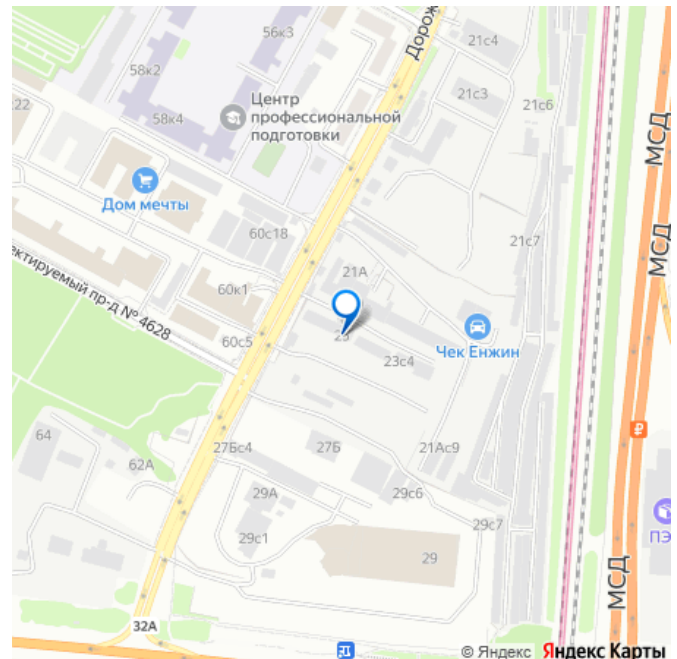 56к3
Дорож
21с4
58к2
21с3
21с6
с22
58к4
Центр
профессиональной
подготовки
МСД
Дом мечты
60с18
21с7
МСД
ектируемый пр-д № 4628
60к1
21А
60с5
23
Чек Енжин
23с4
64
62А
27Бс4
27Б
21Ас9
29А
29с6
29с1
29с7
29
ПЭ
МСД
32А
© Яндекс Яндекс Карты